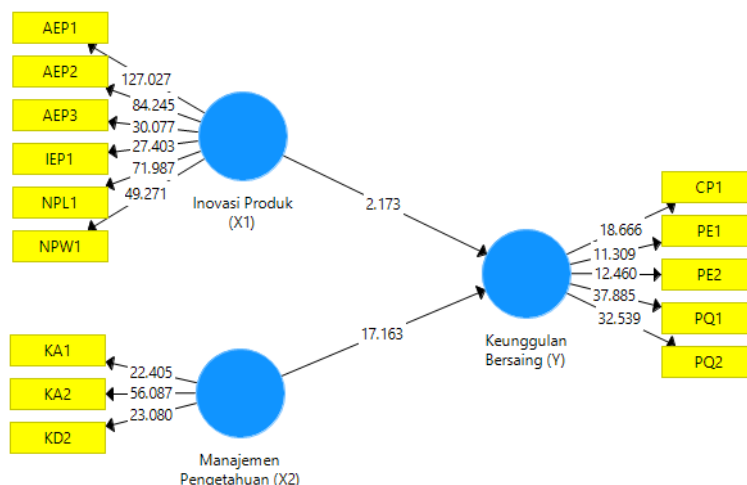 AEP1
AEP2
AEP3
IEP1
NPL1
NPW1
127.027
84.245
30.077
27.403
71.987
49.271
Inovasi Produk
(X1)
2.173
KA1
KA2
KD2
22.405
56.087
23.080
Manajemen
Pengetahuan (X2)
17.163
Keunggulan
Bersaing (Y)
18.666
11.309
12.460
37.885
32.539
CP1
PE1
PE2
PQ1
PQ2